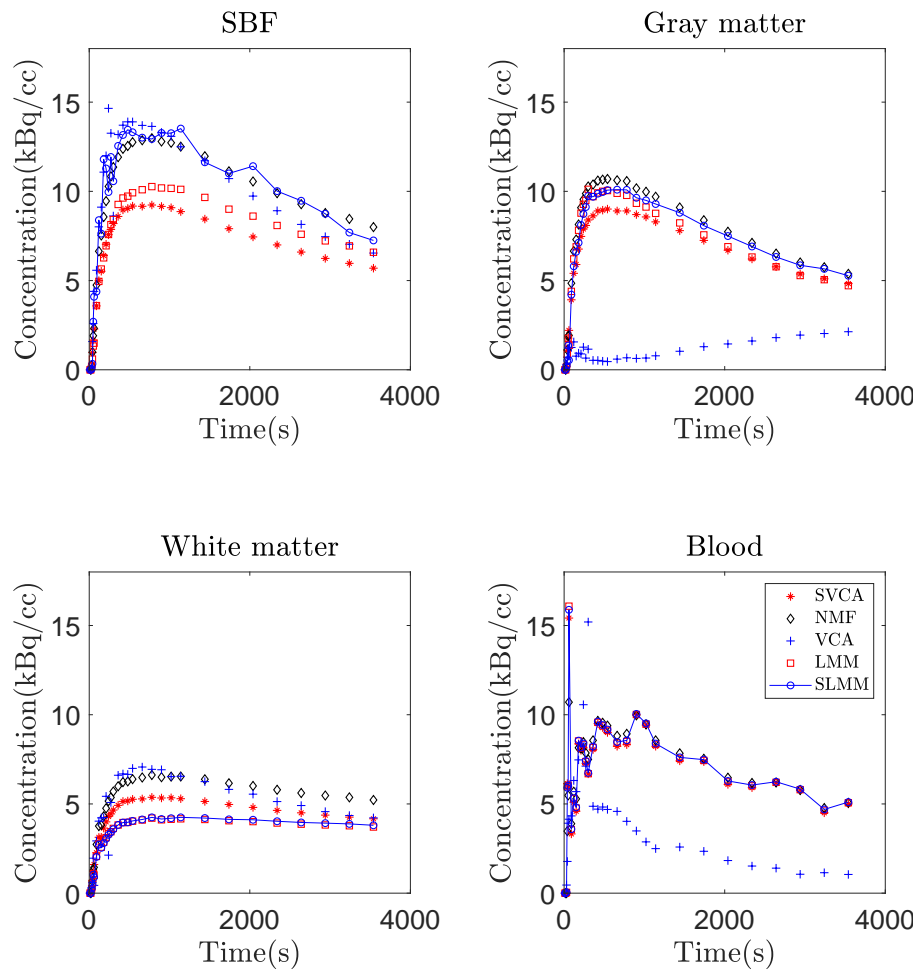 SBF
Concentration(kBq/cc)
15
10
5
0
0
2000
4000
Time(s)
Gray matter
Concentration(kBq/cc)
15
10
5
0
0
2000
4000
Time(s)
White matter
Concentration(kBq/cc)
15
10
5
0
0
2000
4000
Time(s)
Blood
Concentration(kBq/cc)
15
10
5
0
0
2000
4000
Time(s)
SVCA
NMF
VCA
LMM
SLMM